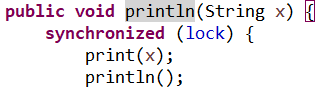 public void println(String x) {
    synchronized (lock) {
        print(x);
        println();